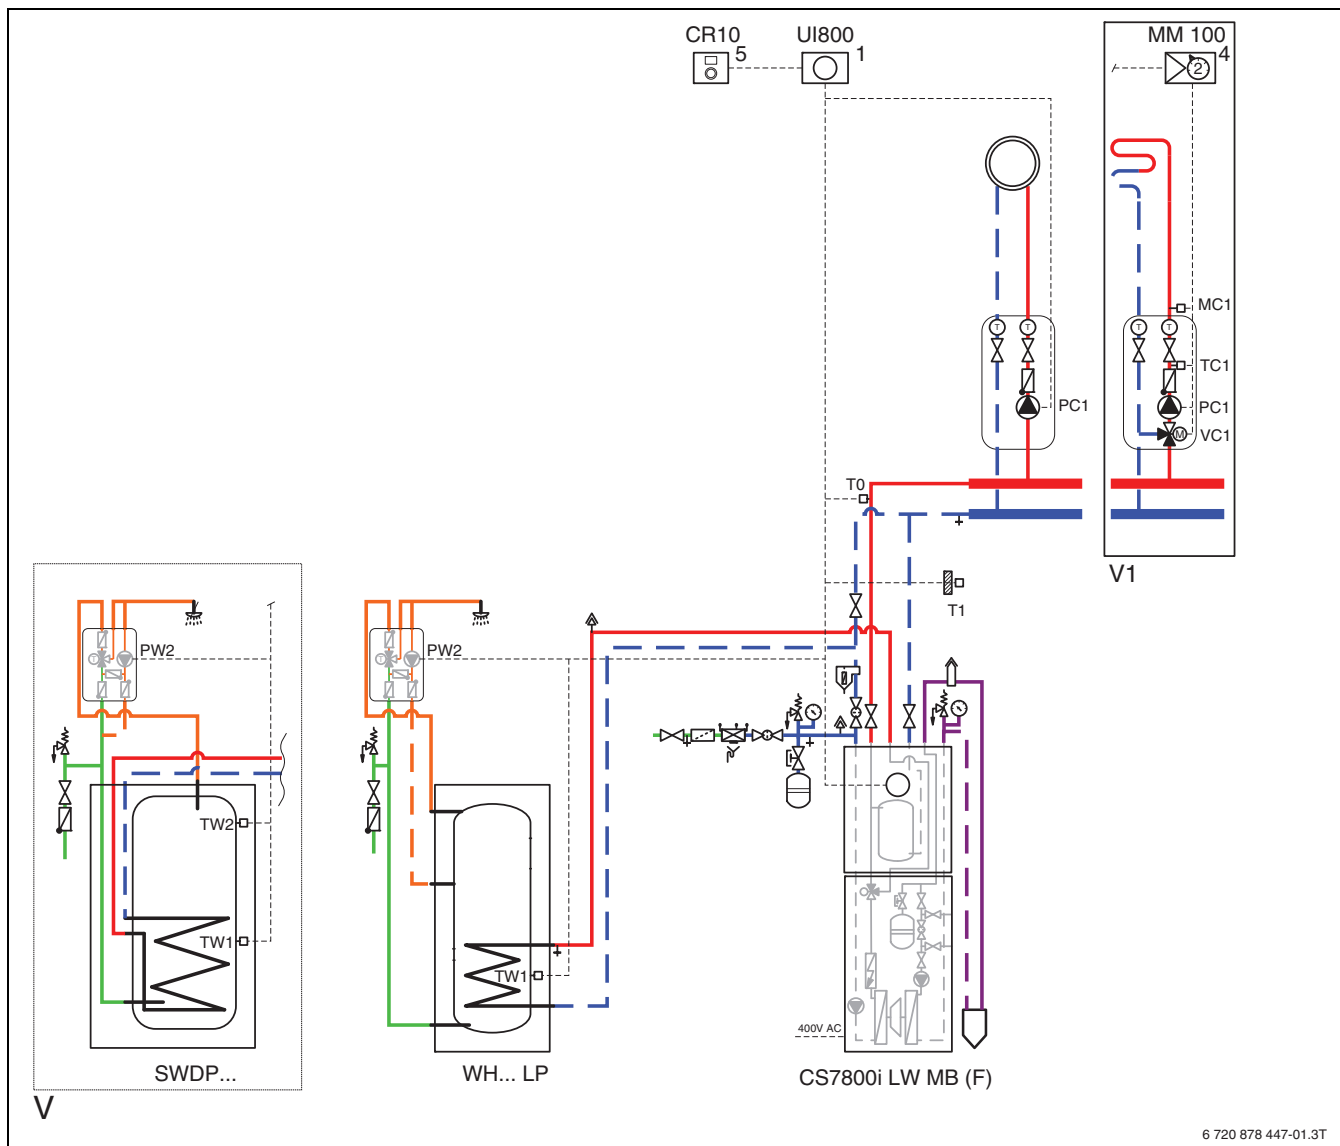 CR10
5
UI800
1
MM 100
4
2
MC1
T
T
T
T
TC1
PC1
PC1
M
VC1
T0
T1
V1
PW2
T
PW2
T
TW2
TW1
TW1
400V AC
SWDP...
WH... LP
CS7800i LW MB (F)
V
6 720 878 447-01.3T